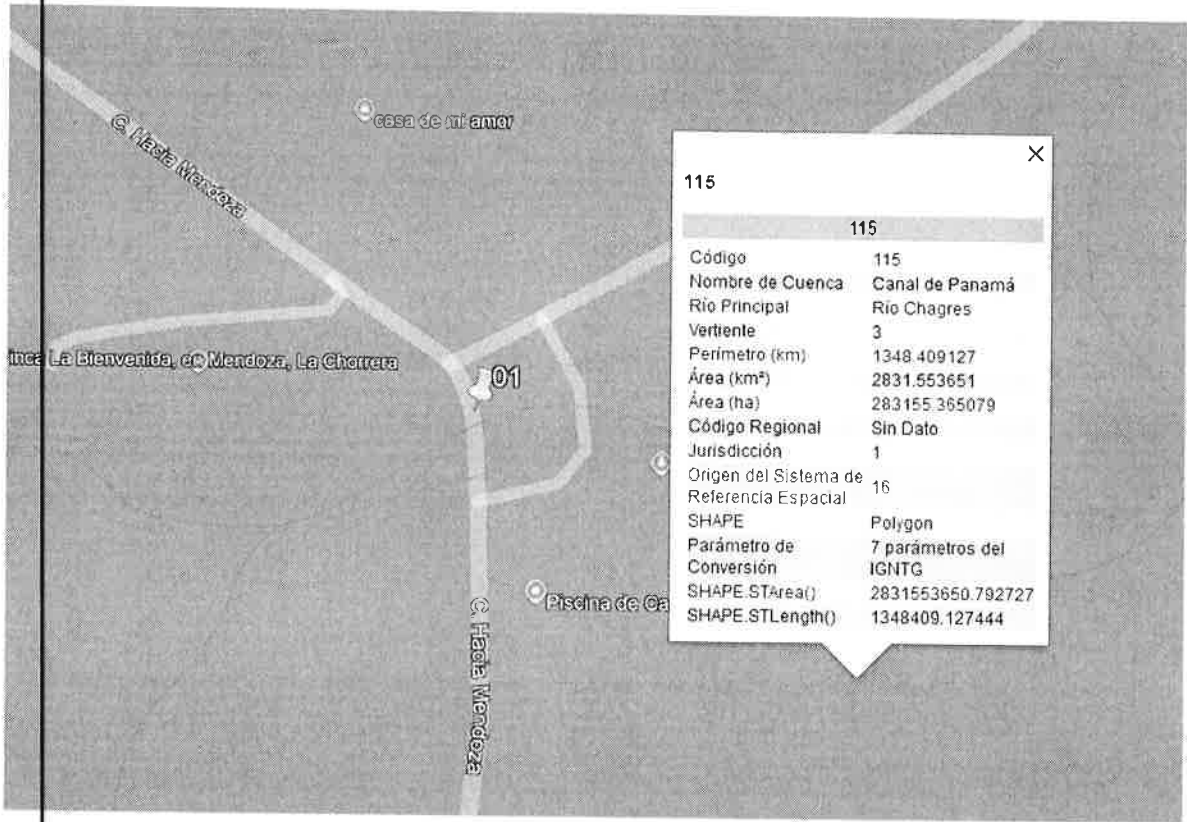 casa de mi amor
C. Hacia Mendoza
inca La Bienvenida, Mendoza, La Chorrera
01
Piscina de Ca
C. Hacia Mendoza
115
115
Código 115
Nombre de Cuenca Canal de Panamá
Río Principal Río Chagres
Vertiente 3
Perímetro (km) 1348.409127
Área (km²) 2831.553651
Área (ha) 283155.365079
Código Regional Sin Dato
Jurisdicción 1
Origen del Sistema de
Referencia Espacial 16
SHAPE Polygon
Parámetro de 7 parámetros del
Conversión IGNTG
SHAPE.STArea() 2831553650.792727
SHAPE.STLength() 1348409.127444